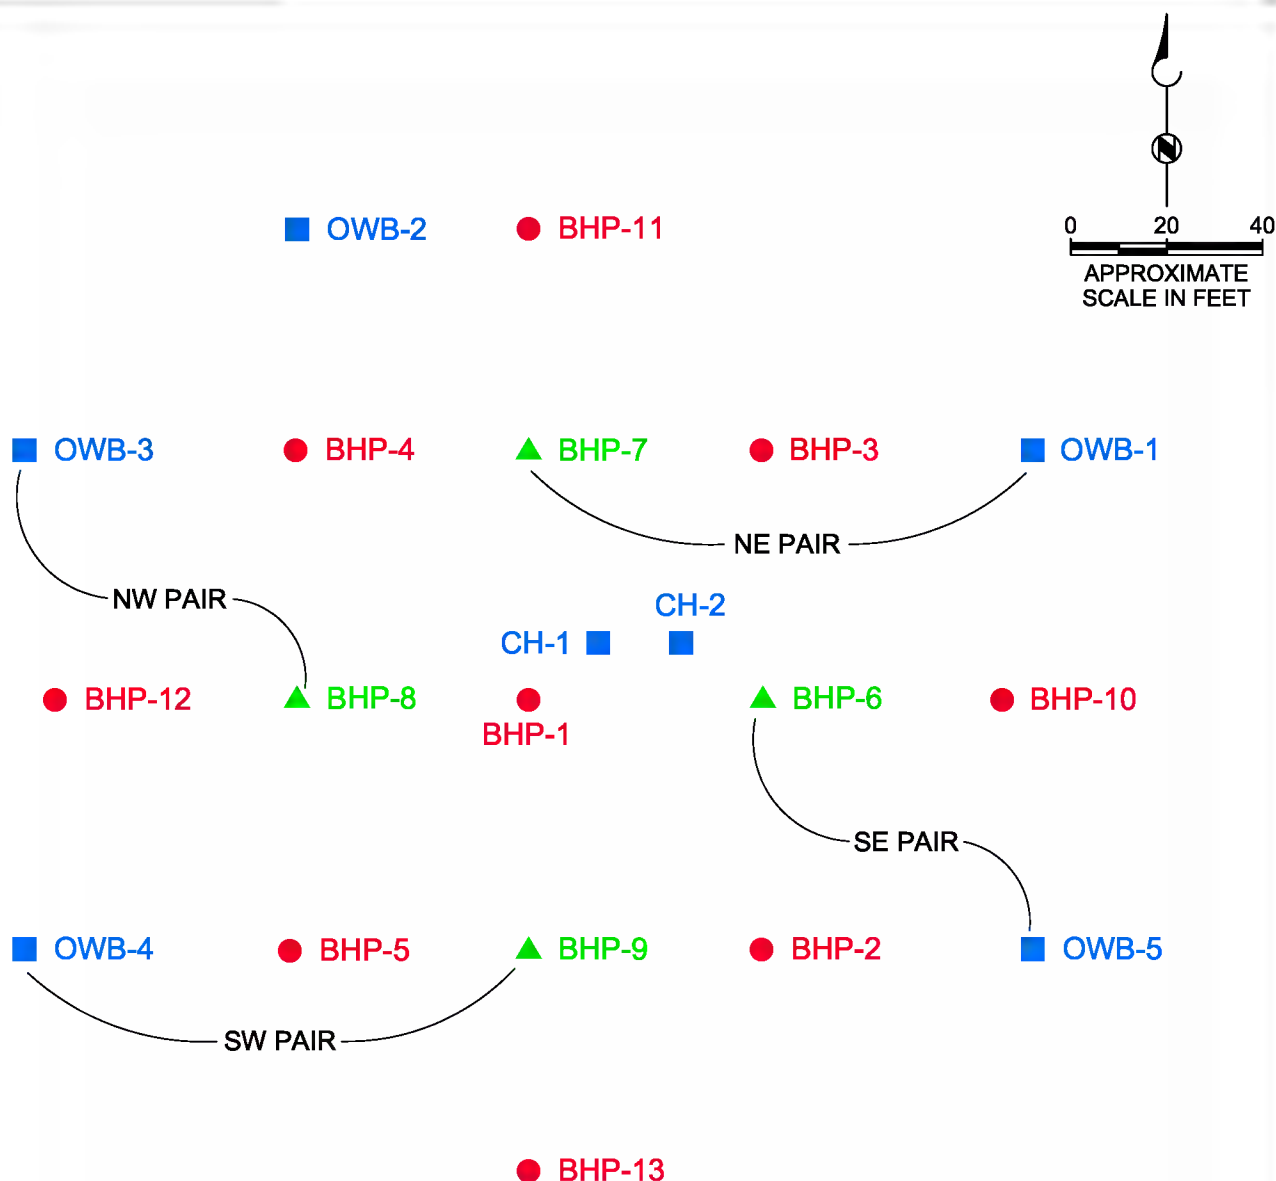 N
0 20 40
APPROXIMATE
SCALE IN FEET
OWB-2 BHP-11
OWB-3 BHP-4 BHP-7 BHP-3 OWB-1
NE PAIR
NW PAIR
CH-2
CH-1
BHP-12 BHP-8 BHP-6 BHP-10
BHP-1
SE PAIR
OWB-4 BHP-5 BHP-9 BHP-2 OWB-5
SW PAIR
BHP-13